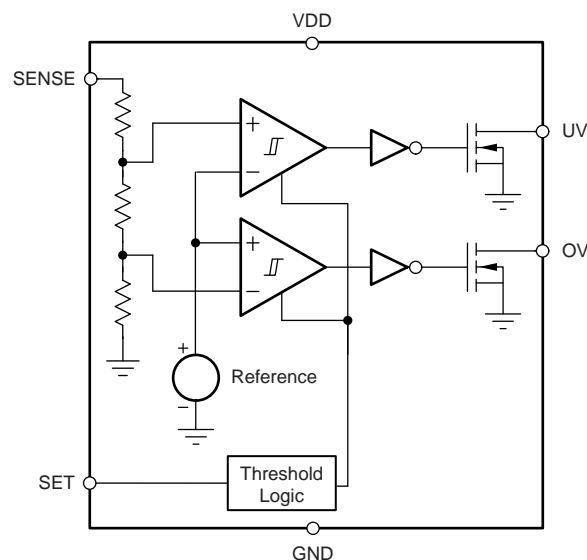 VDD
SENSE
+
−
UV
+
−
OV
+
Reference
−
SET
Threshold
Logic
GND